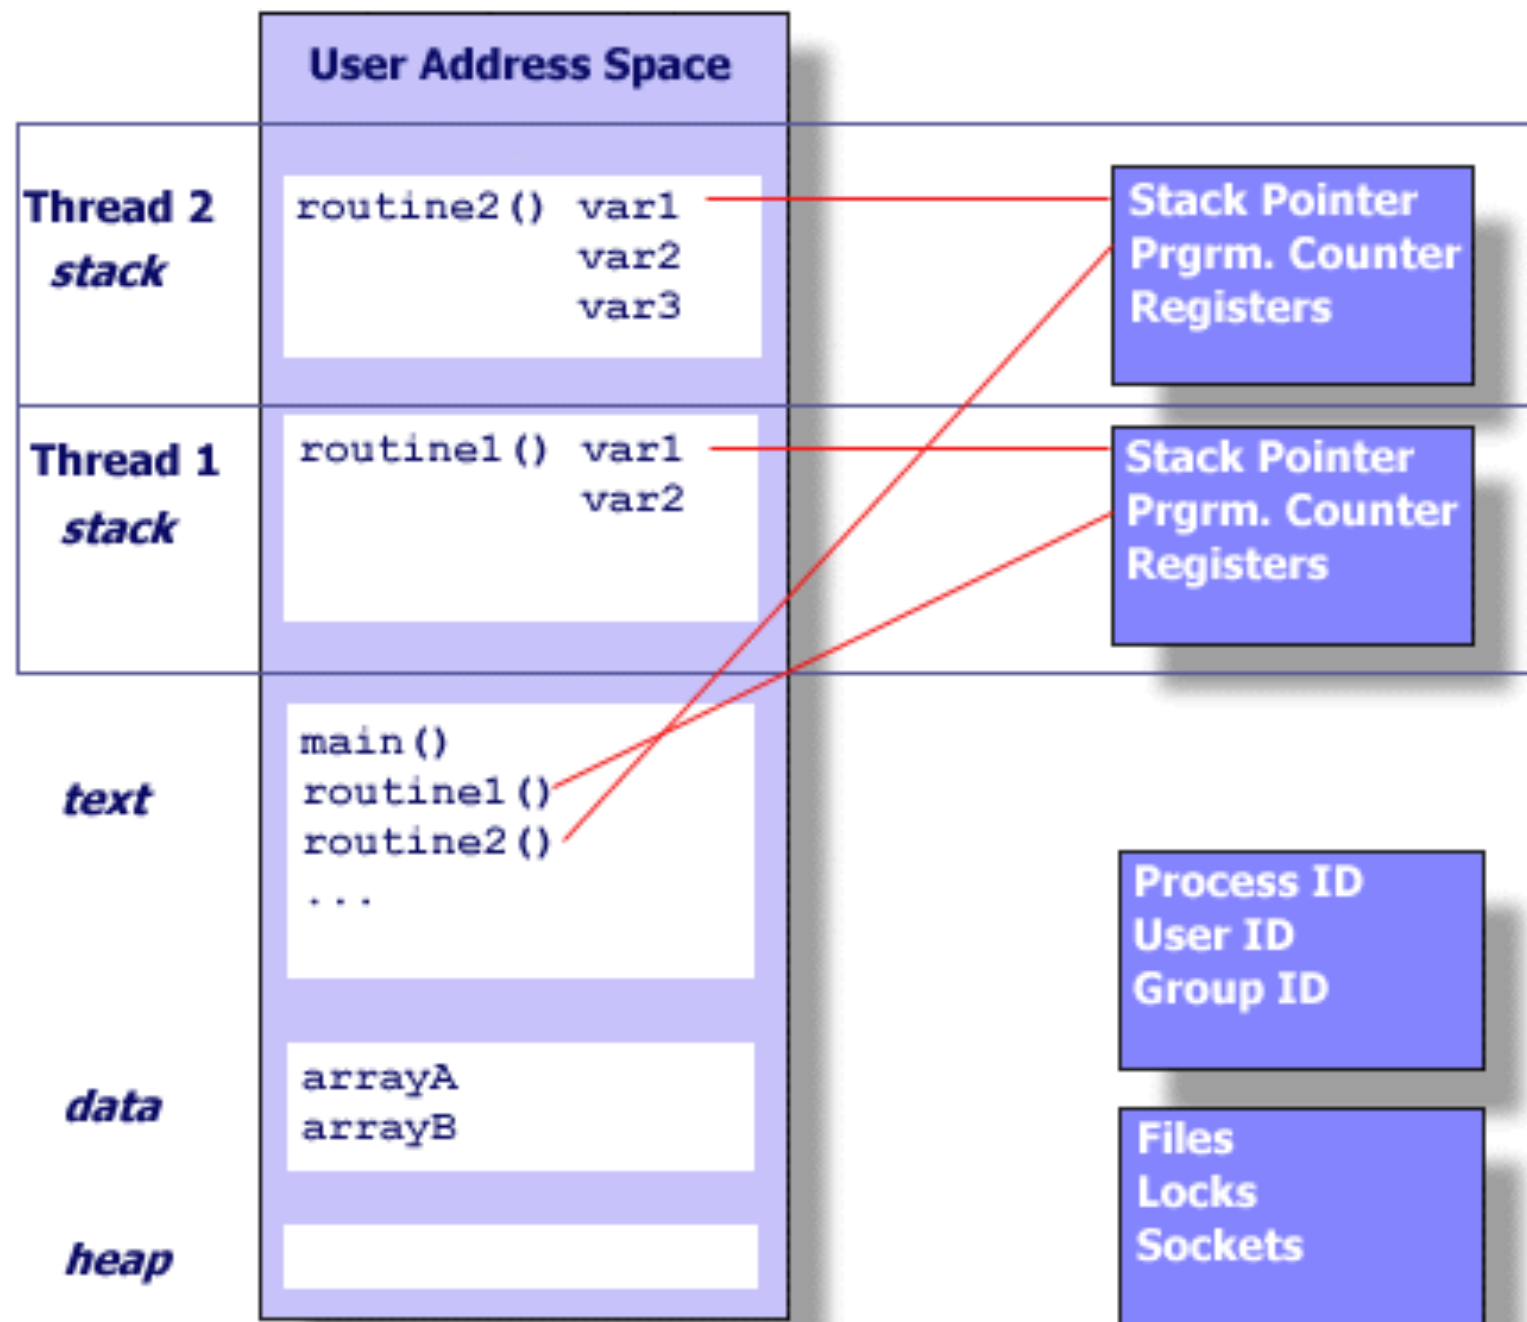 User Address Space
Thread 2
stack
routine2() var1
var2
var3
Stack Pointer
Prgrm. Counter
Registers
Thread 1
stack
routine1() var1
var2
Stack Pointer
Prgrm. Counter
Registers
text
main()
routine1()
routine2()
...
Process ID
User ID
Group ID
data
arrayA
arrayB
Files
Locks
Sockets
heap